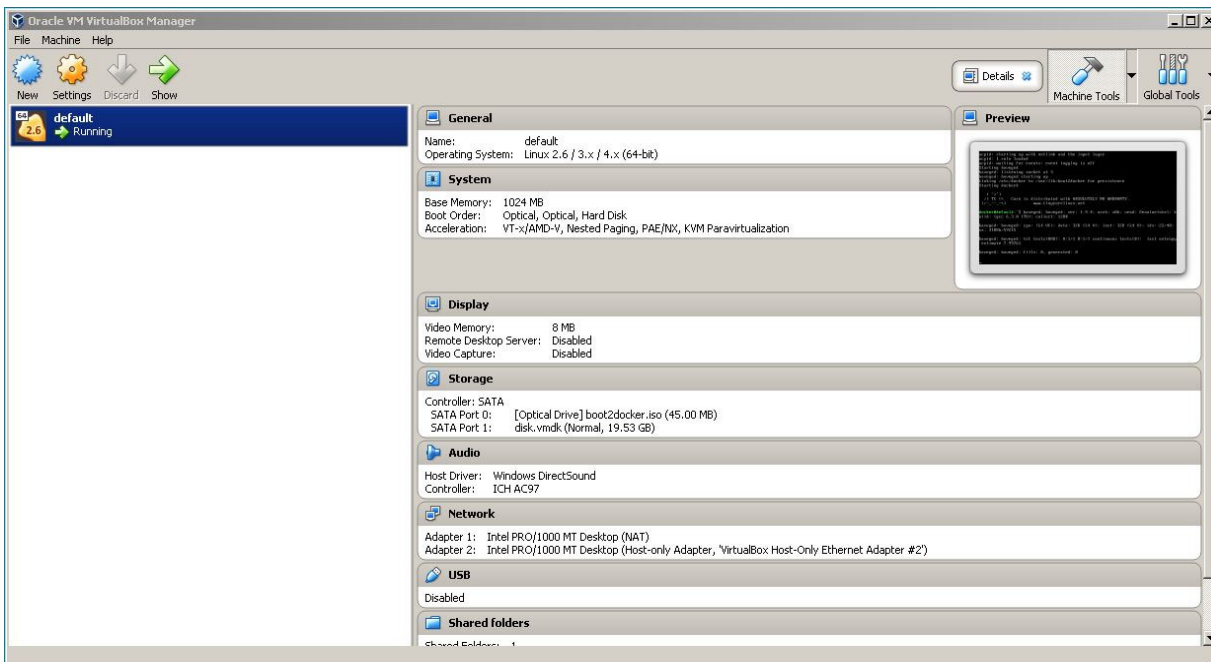 Oracle VM VirtualBox Manager
File Machine Help
New Settings Discard Show
Details
Machine Tools
Global Tools
64
2.6
default
Running
General
Name: default
Operating System: Linux 2.6 / 3.x / 4.x (64-bit)
System
Base Memory: 1024 MB
Boot Order: Optical, Optical, Hard Disk
Acceleration: VT-x/AMD-V, Nested Paging, PAE/NX, KVM Paravirtualization
Preview
Display
Video Memory: 8 MB
Remote Desktop Server: Disabled
Video Capture: Disabled
Storage
Controller: SATA
SATA Port 0: [Optical Drive] boot2docker.iso (45.00 MB)
SATA Port 1: disk.vmdk (Normal, 19.53 GB)
Audio
Host Driver: Windows DirectSound
Controller: ICH AC97
Network
Adapter 1: Intel PRO/1000 MT Desktop (NAT)
Adapter 2: Intel PRO/1000 MT Desktop (Host-only Adapter, 'VirtualBox Host-Only Ethernet Adapter #2')
USB
Disabled
Shared folders
Shared Folders: 1